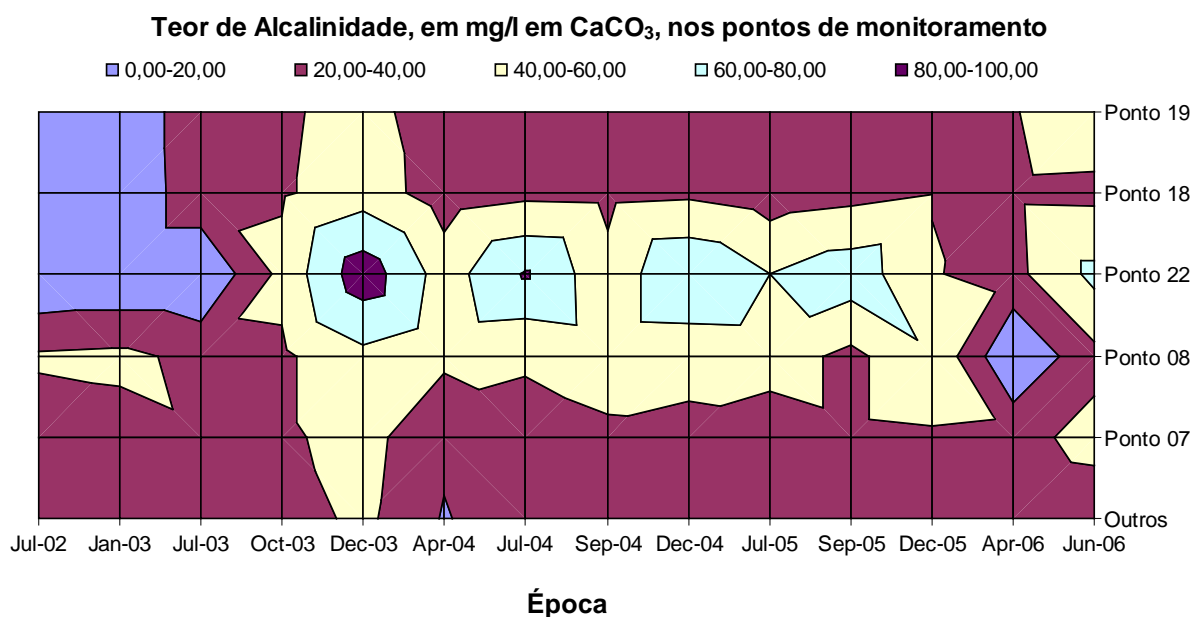 Teor de Alcalinidade, em mg/l em CaCO₃, nos pontos de monitoramento
0,00-20,00 20,00-40,00 40,00-60,00 60,00-80,00 80,00-100,00
Ponto 19
Ponto 18
Ponto 22
Ponto 08
Ponto 07
Outros
Jul-02 Jan-03 Jul-03 Oct-03 Dec-03 Apr-04 Jul-04 Sep-04 Dec-04 Jul-05 Sep-05 Dec-05 Apr-06 Jun-06
Época